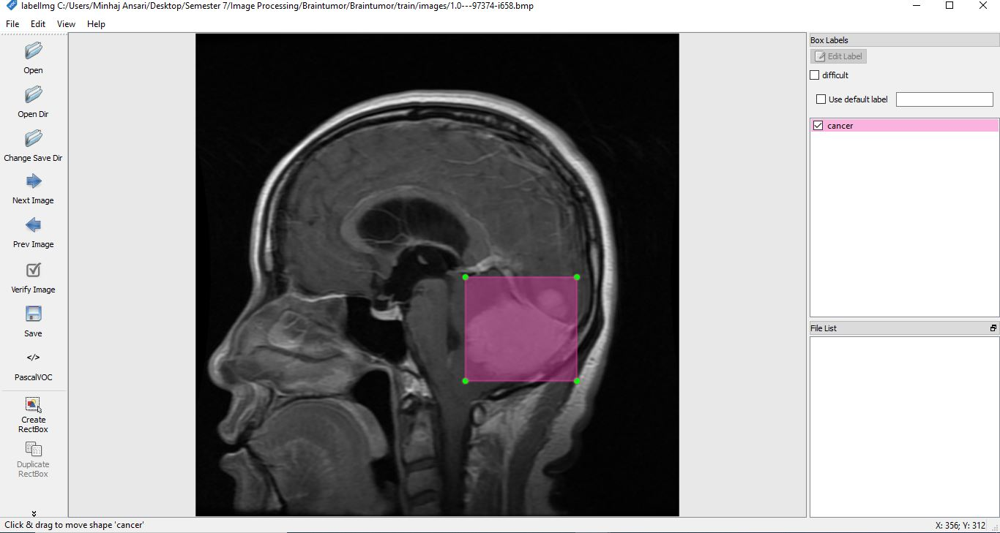 labelImg C:/Users/Minhaj Ansari/Desktop/Semester 7/Image Processing/Braintumor/Braintumor/train/images/1.0---97374-i658.bmp
File Edit View Help
Open
Open Dir
Change Save Dir
Next Image
Prev Image
Verify Image
Save
</>
PascalVOC
Create
RectBox
Duplicate
RectBox
Box Labels
Edit Label
difficult
Use default label
cancer
File List
Click & drag to move shape 'cancer'
X: 356; Y: 312